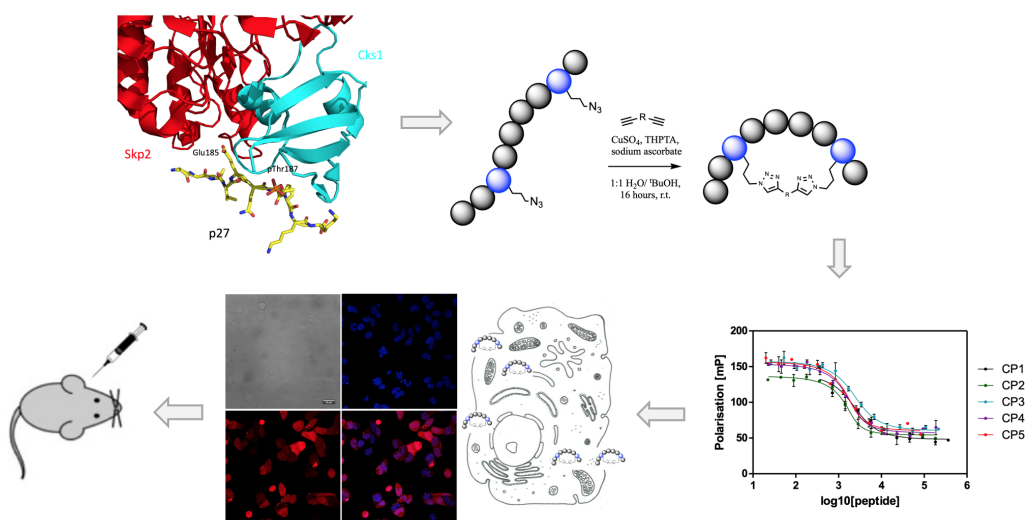 Cks1
Skp2
Glu185
pThr187
p27
N₃
N₃
R
CuSO₄, THPTA,
sodium ascorbate
1:1 H₂O/ ᵗBuOH,
16 hours, r.t.
N N
N
N
N
N
R
200
150
100
50
0
Polarisation [mP]
1 2 3 4 5 6
log10[peptide]
CP1
CP2
CP3
CP4
CP5